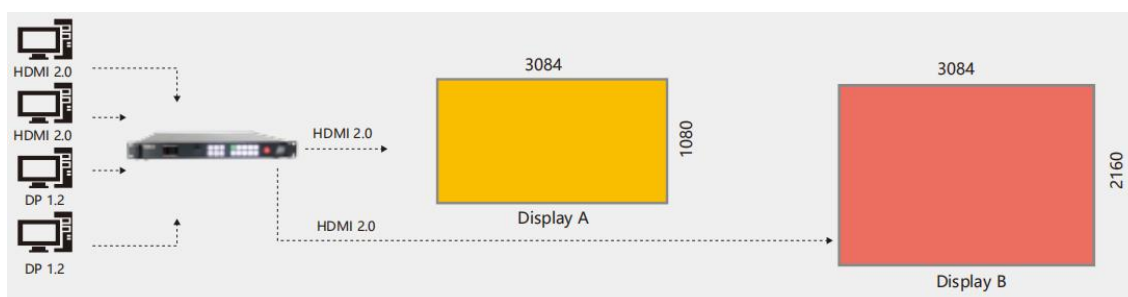 HDMI 2.0
HDMI 2.0
DP 1.2
DP 1.2
HDMI 2.0
HDMI 2.0
3084
1080
Display A
3084
2160
Display B